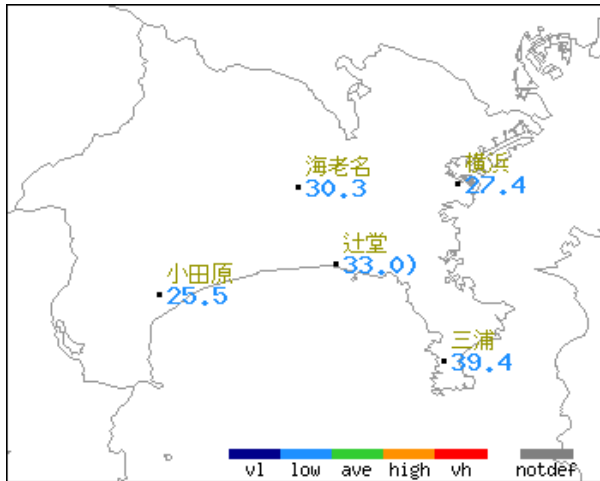 海老名
30.3
横浜
27.4
辻堂
33.0)
小田原
25.5
三浦
39.4
vl low ave high vh notdef